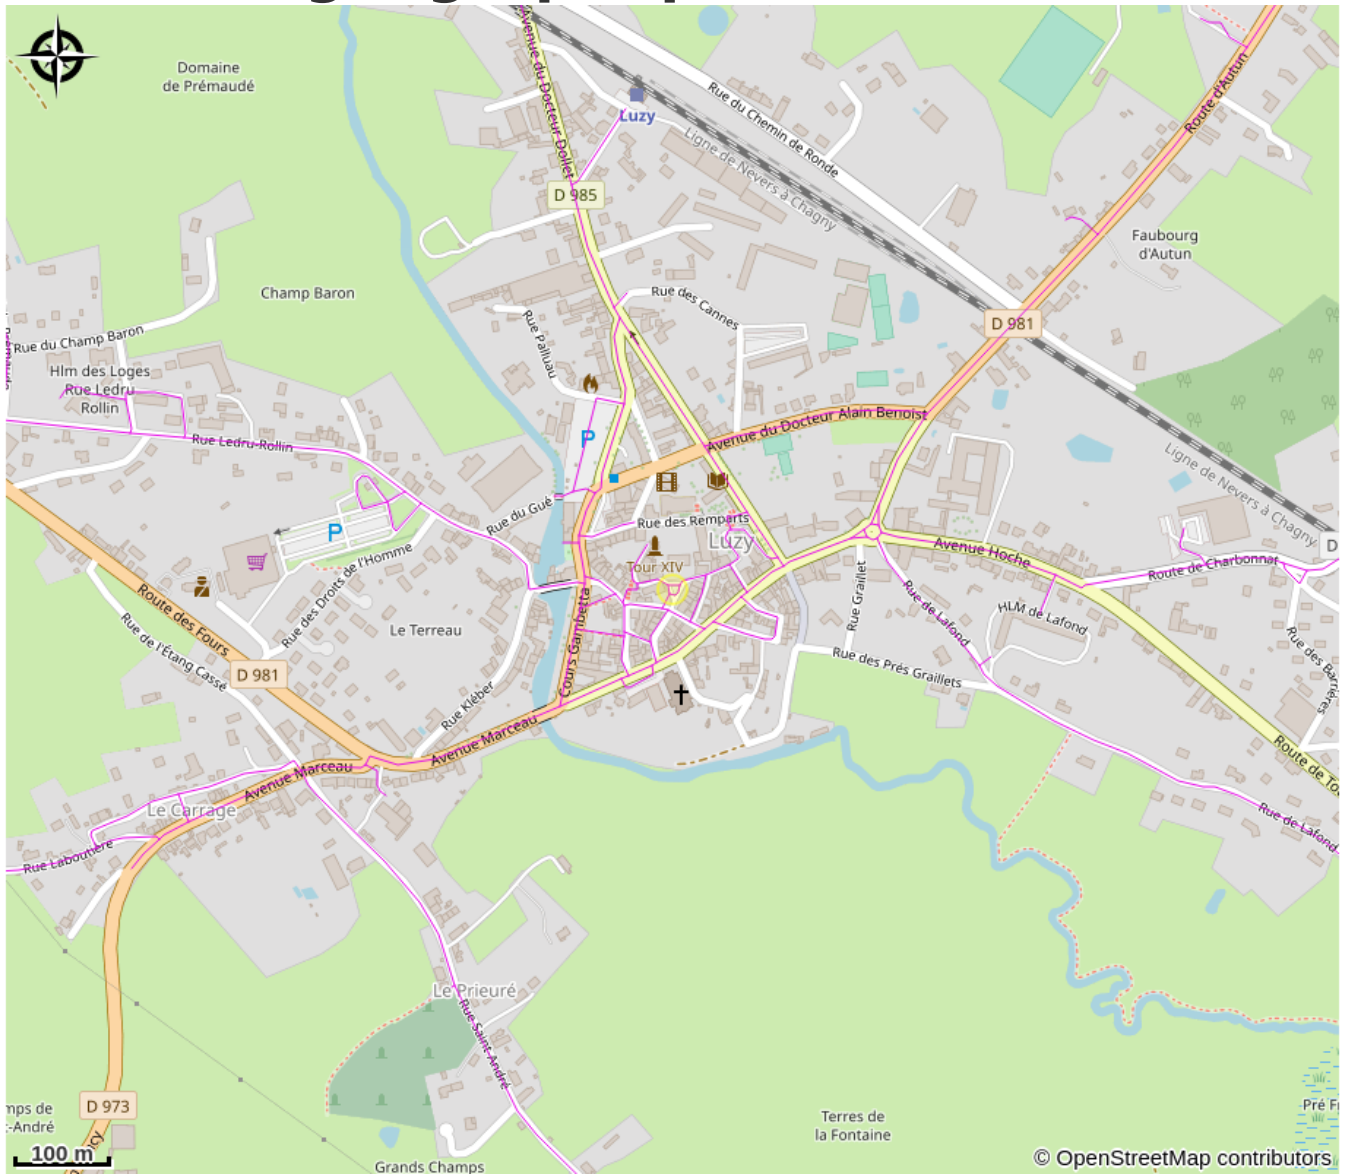 Domaine
de Prémaudé
Avenue du Docteur Dollet
Luzy
Rue du Chemin de Ronde
Ligne de Nevers à Chagny
Route d'Autun
D 985
Faubourg
d'Autun
Champ Baron
Rue des Cannes
Rue du Champ Baron
Rue Palluau
D 981
Hlm des Loges
Rue Ledru
Rollin
Avenue du Docteur Alain Benoist
Rue Ledru-Rollin
P
Ligne de Nevers à Chagny
Rue du Gué
Rue des Remparts
P
Luzy
Avenue Hoche
D
Tour XIV
Route de Charbonnat
Rue des Droits de l'Homme
Route des Fours
Rue Graillet
Rue de Lafond
HLM de Lafond
Le Terreau
Rue de l'Étang Cassé
Cours Gambetta
Rue des Prés Graillets
Rue des Barrières
D 981
Rue Kléber
Avenue Marceau
Avenue Marceau
Route de To
Le Carrage
Rue de Lafond
Rue Laboutière
Le Prieuré
Rue Saint-André
D 973
mps de
t-André
Terres de
la Fontaine
Pré F
100 m
Grands Champs
© OpenStreetMap contributors